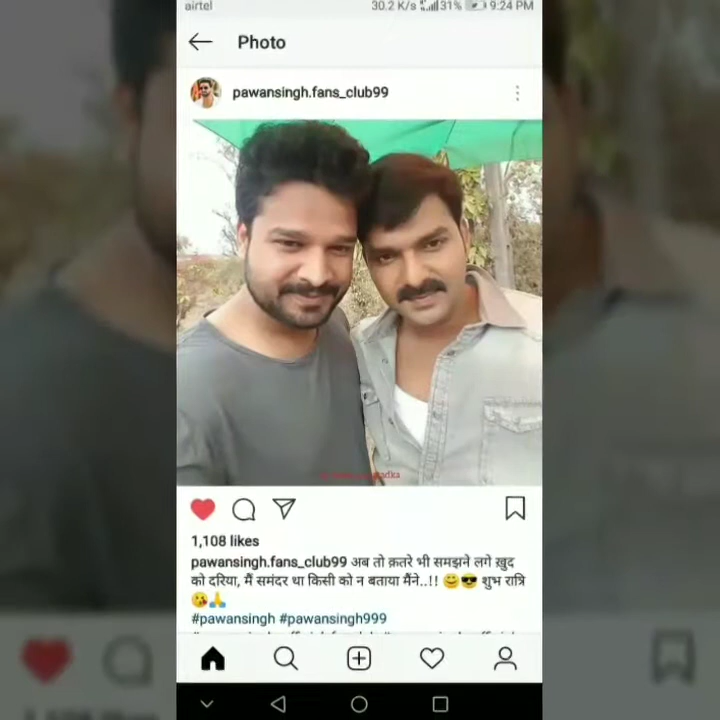 airtel 30.2 K/s 31% 9:24 PM
Photo
pawansingh.fans_club99
1,108 likes
pawansingh.fans_club99 अब तो क़तरे भी समझने लगे ख़ुद
को दरिया, मैं समंदर था किसी को न बताया मैंने..!! 😊😎 शुभ रात्रि
😘🙏
#pawansingh #pawansingh999